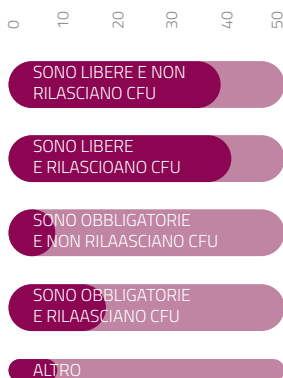 0 10 20 30 40 50
SONO LIBERE E NON
RILASCIANO CFU
SONO LIBERE
E RILASCIOANO CFU
SONO OBBLIGATORIE
E NON RILAASCIANO CFU
SONO OBBLIGATORIE
E RILAASCIANO CFU
ALTRO